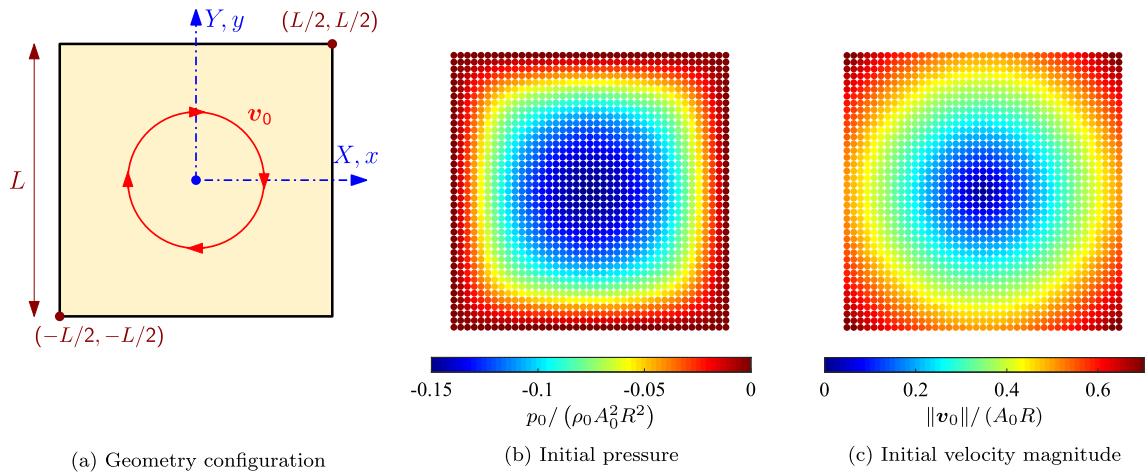 Y, y
(L/2, L/2)
v₀
X, x
L
(−L/2, −L/2)
-0.15 -0.1 -0.05 0
p₀/ (ρ₀A₀²R²)
0 0.2 0.4 0.6
‖v₀‖/ (A₀R)
(a) Geometry configuration
(b) Initial pressure
(c) Initial velocity magnitude